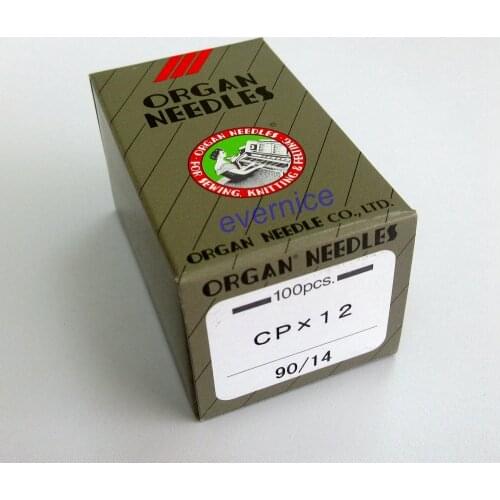 ORGAN
NEEDLES
®
ORGAN NEEDLES
FOR SEWING, KNITTING & FELTING
evernice
ORGAN NEEDLE CO., LTD.
ORGAN® NEEDLES
100pcs.
CP×12
90/14